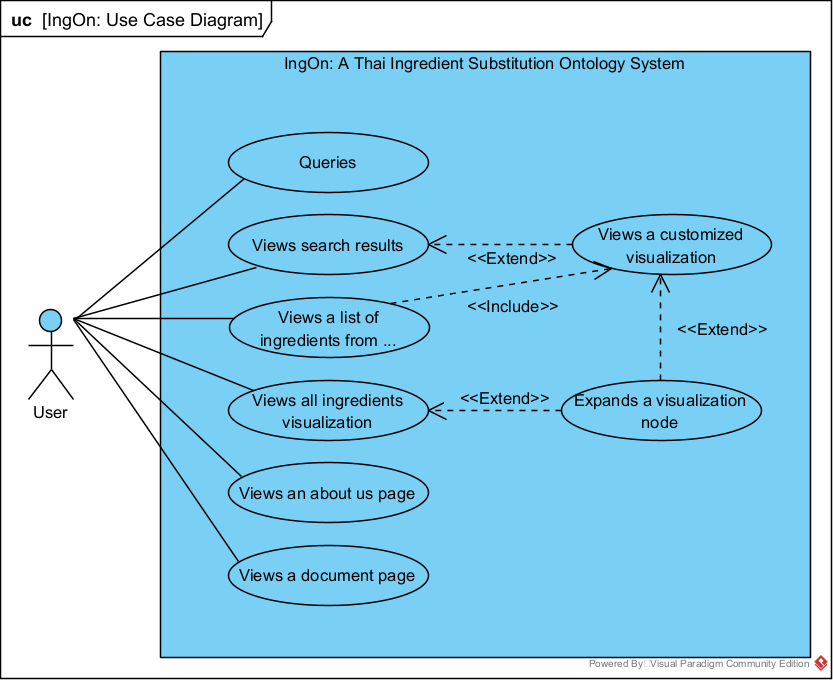 uc [IngOn: Use Case Diagram]
IngOn: A Thai Ingredient Substitution Ontology System
Queries
Views search results
<<Extend>>
Views a customized
visualization
Views a list of
ingredients from ...
<<Include>>
<<Extend>>
Views all ingredients
visualization
<<Extend>>
Expands a visualization
node
User
Views an about us page
Views a document page
Powered By Visual Paradigm Community Edition